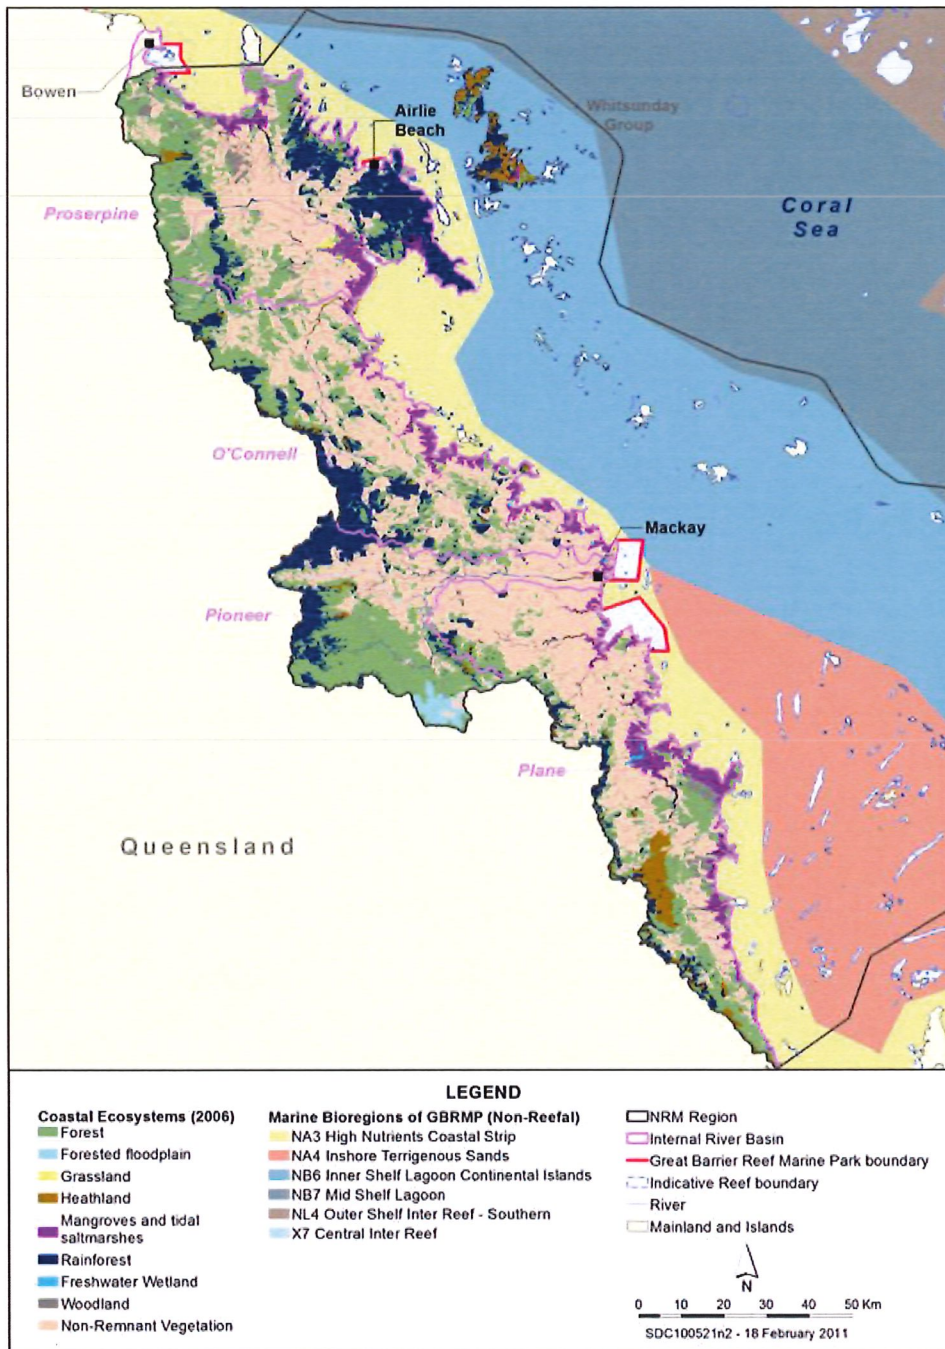 Bowen
Airlie
Beach
Whitsunday
Group
Proserpine
Coral
Sea
O'Connell
Mackay
Pioneer
Plane
Queensland
LEGEND
Coastal Ecosystems (2006)
Forest
Forested floodplain
Grassland
Heathland
Mangroves and tidal
saltmarshes
Rainforest
Freshwater Wetland
Woodland
Non-Remnant Vegetation
Marine Bioregions of GBRMP (Non-Reefal)
NA3 High Nutrients Coastal Strip
NA4 Inshore Terrigenous Sands
NB6 Inner Shelf Lagoon Continental Islands
NB7 Mid Shelf Lagoon
NL4 Outer Shelf Inter Reef - Southern
X7 Central Inter Reef
NRM Region
Internal River Basin
Great Barrier Reef Marine Park boundary
Indicative Reef boundary
River
Mainland and Islands
N
0 10 20 30 40 50 Km
SDC100521n2 - 18 February 2011